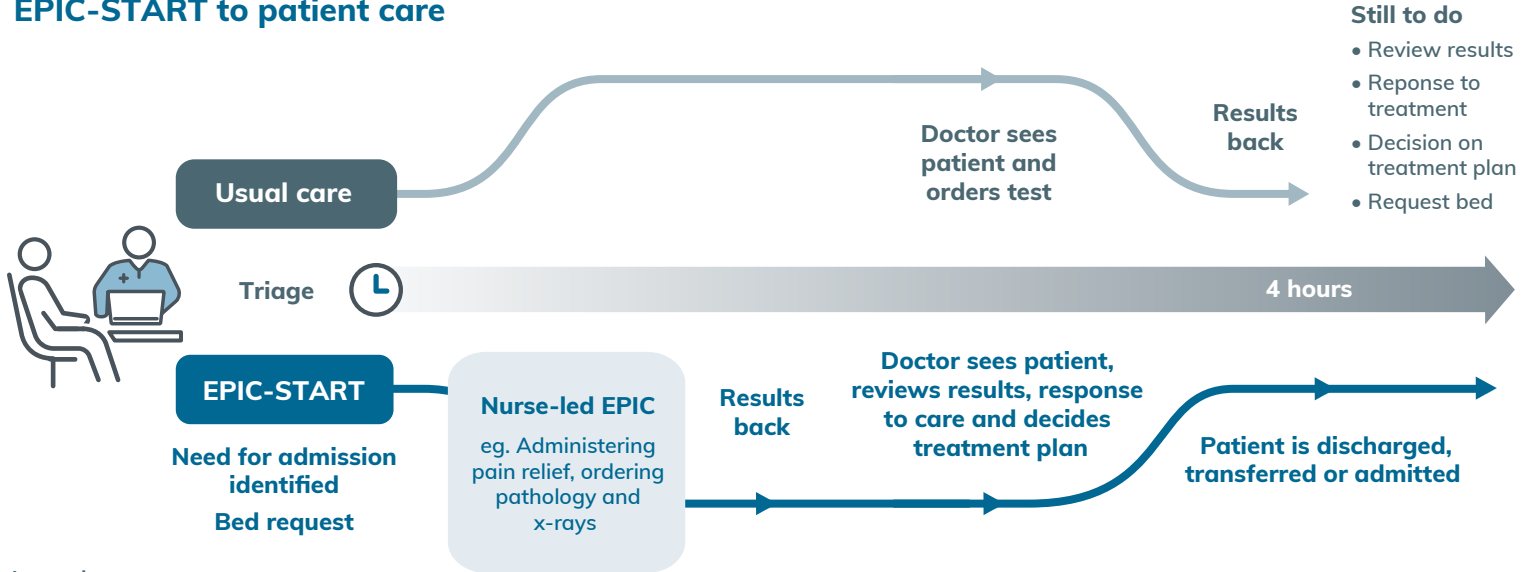 EPIC-START to patient care
Still to do
• Review results
• Reponse to
treatment
• Decision on
treatment plan
• Request bed
Usual care
Doctor sees
patient and
orders test
Results
back
Triage
4 hours
EPIC-START
Need for admission
identified
Bed request
Nurse-led EPIC
eg. Administering
pain relief, ordering
pathology and
x-rays
Results
back
Doctor sees patient,
reviews results, response
to care and decides
treatment plan
Patient is discharged,
transferred or admitted